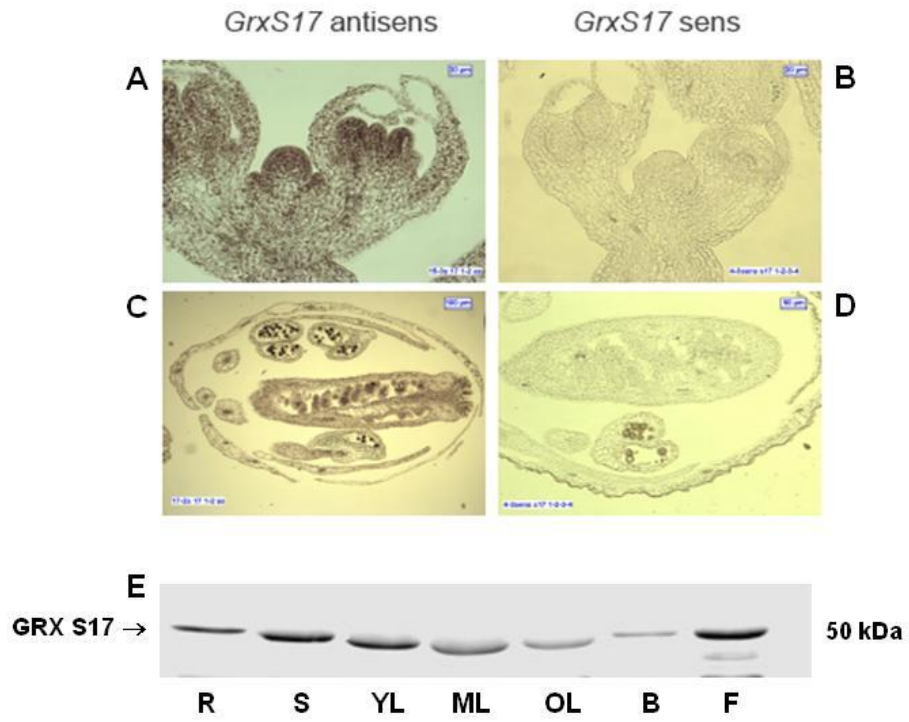 GrxS17 antisens
GrxS17 sens
A
B
C
D
E
GRX S17 →
50 kDa
R S YL ML OL B F